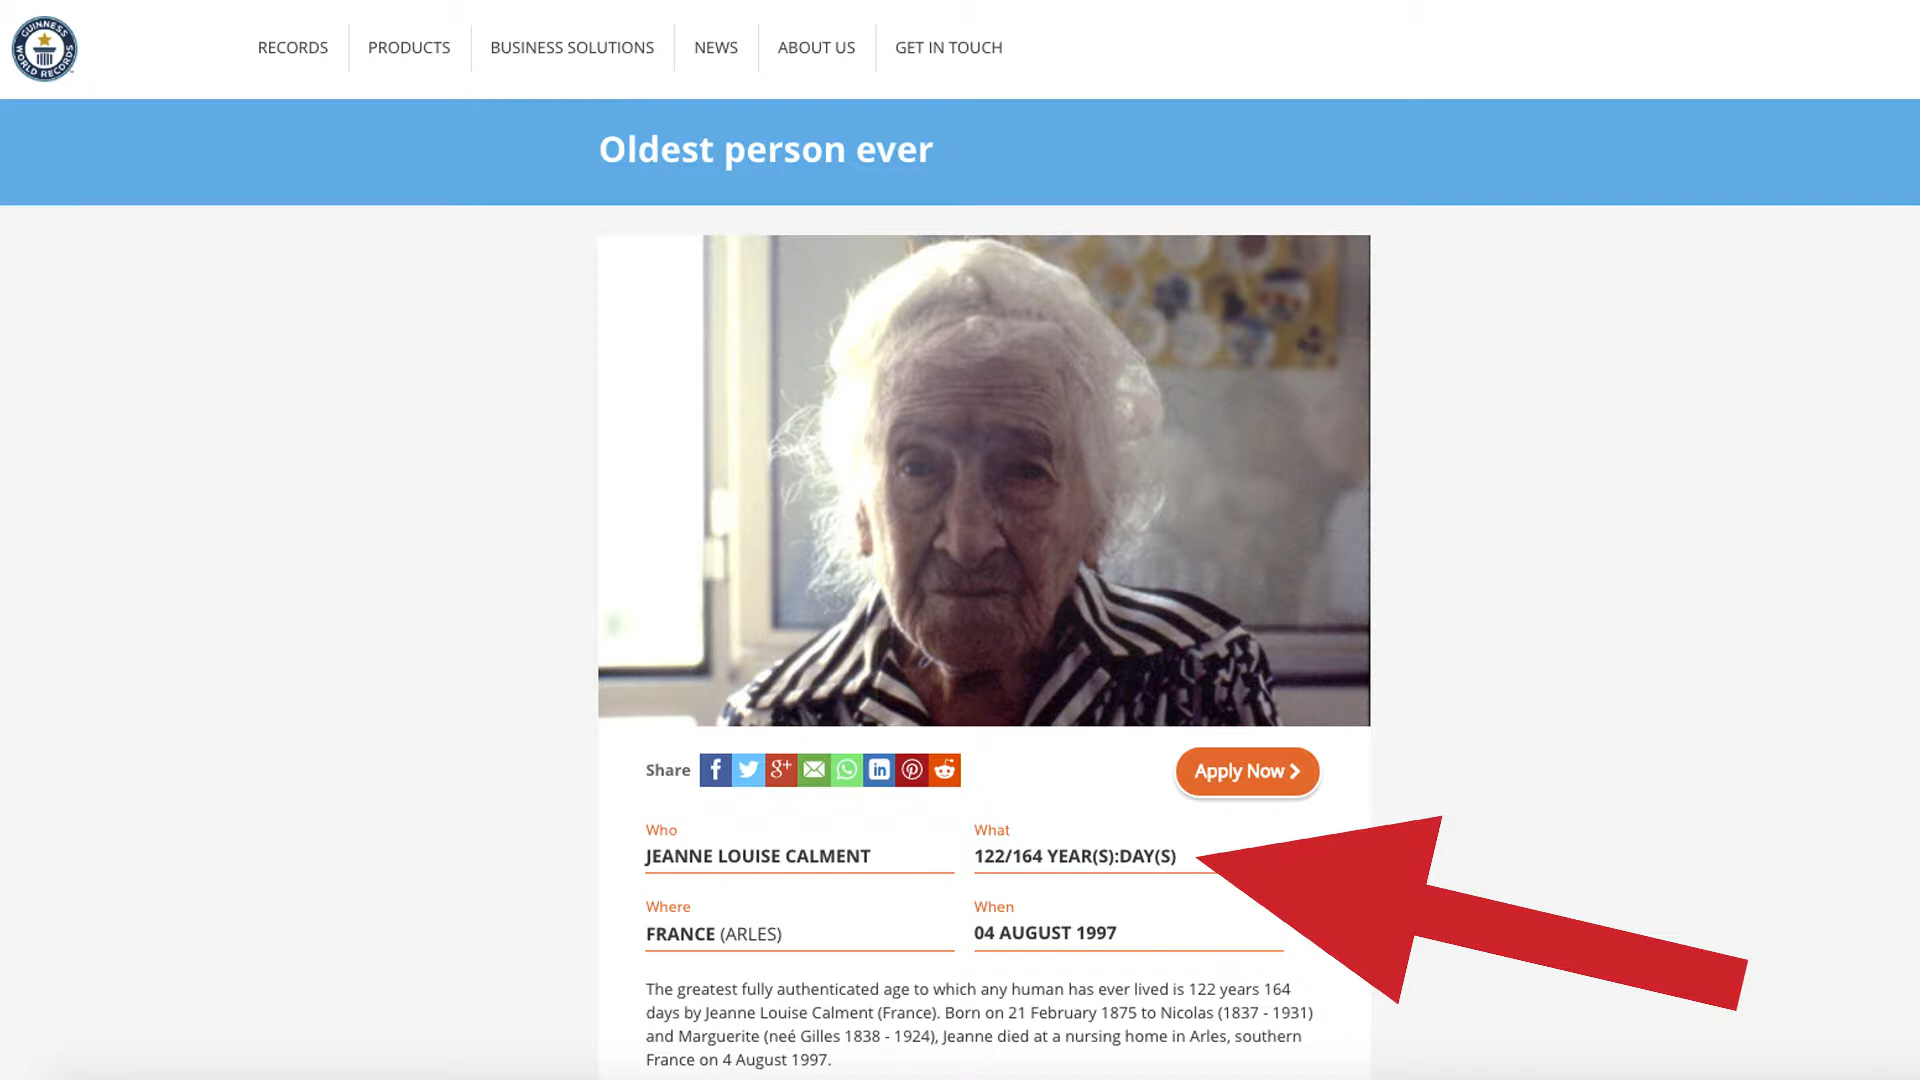 GUINNESS
WORLD RECORDS
RECORDS
PRODUCTS
BUSINESS SOLUTIONS
NEWS
ABOUT US
GET IN TOUCH
Oldest person ever
Share
Apply Now
Who
JEANNE LOUISE CALMENT
What
122/164 YEAR(S):DAY(S)
Where
FRANCE (ARLES)
When
04 AUGUST 1997
The greatest fully authenticated age to which any human has ever lived is 122 years 164
days by Jeanne Louise Calment (France). Born on 21 February 1875 to Nicolas (1837 - 1931)
and Marguerite (neé Gilles 1838 - 1924), Jeanne died at a nursing home in Arles, southern
France on 4 August 1997.